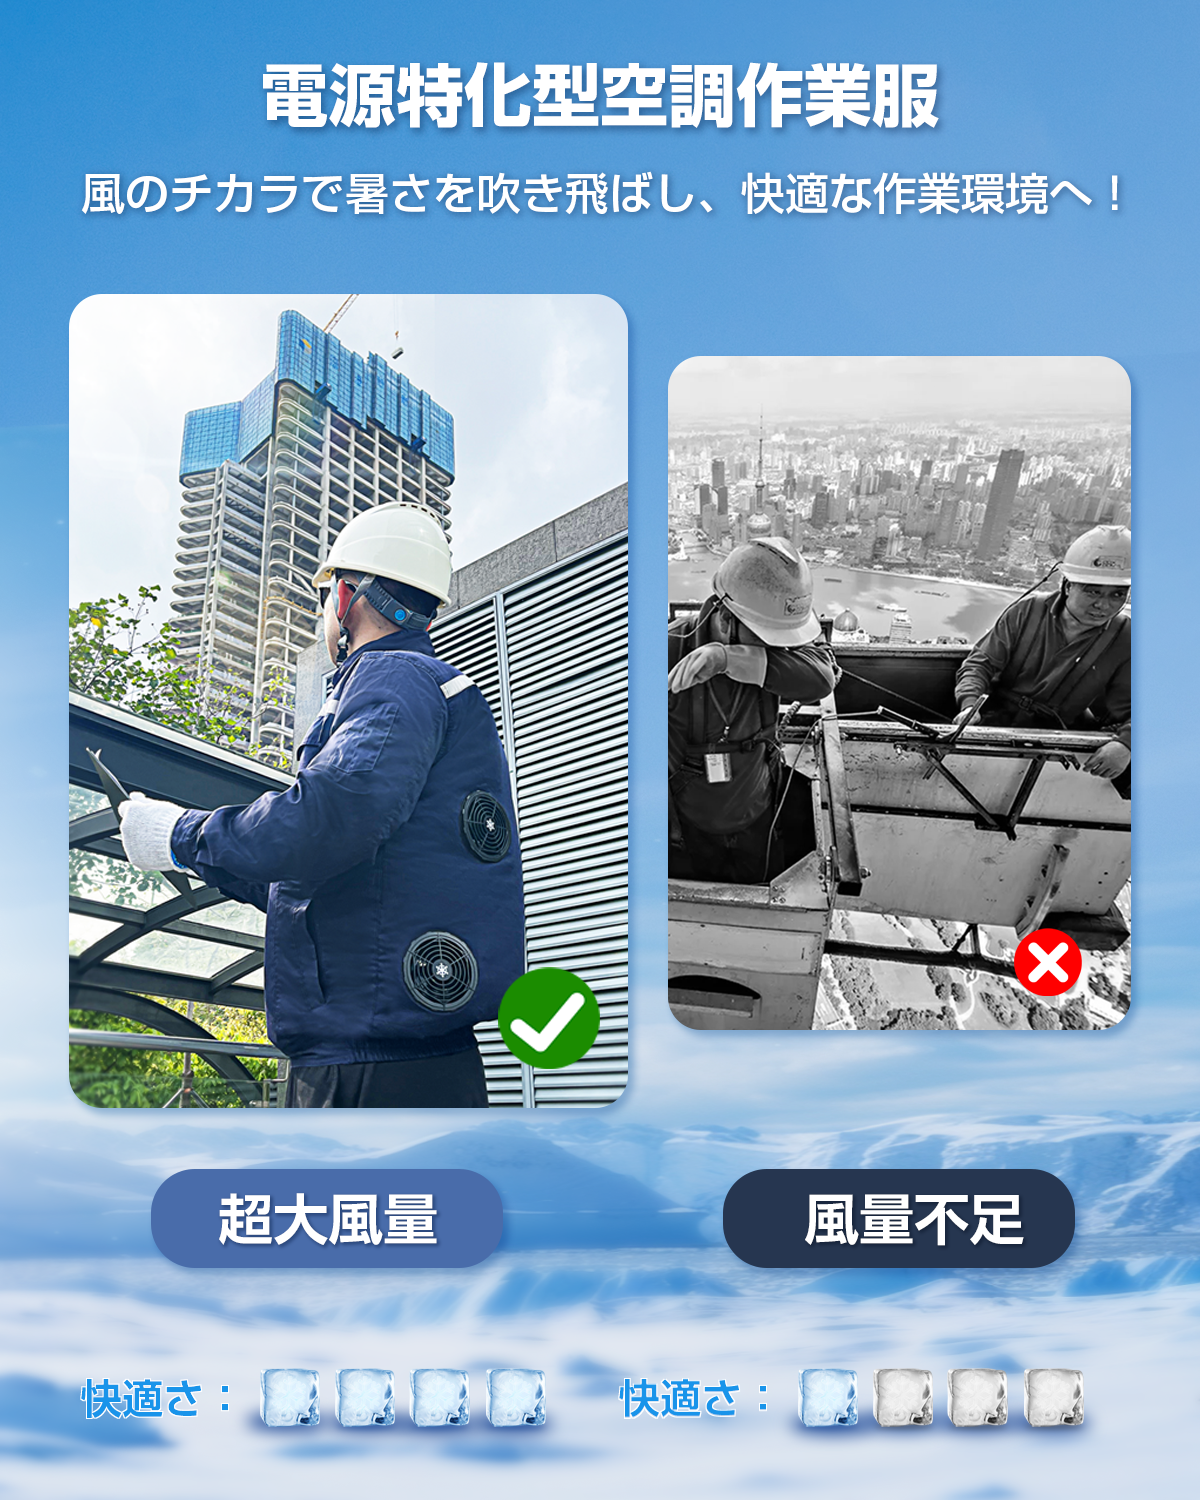 電源特化型空調作業服
風のチカラで暑さを吹き飛ばし、快適な作業環境へ！
超大風量
風量不足
快適さ：
快適さ：